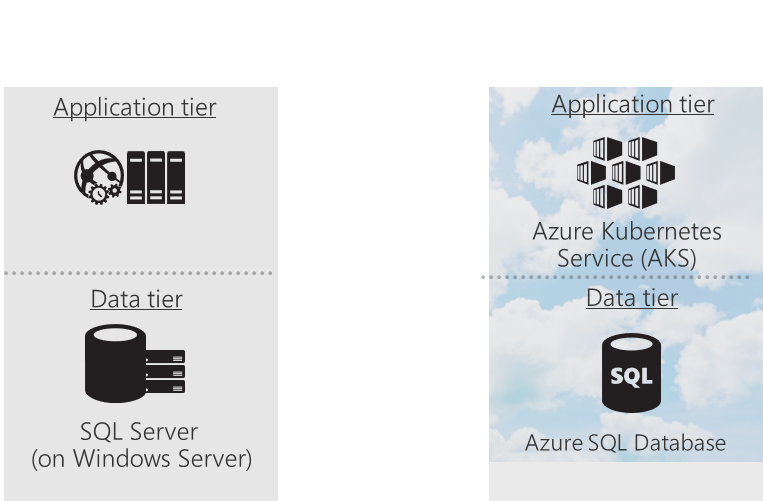 Application tier
Data tier
SQL Server
(on Windows Server)
Application tier
Azure Kubernetes
Service (AKS)
Data tier
SQL
Azure SQL Database